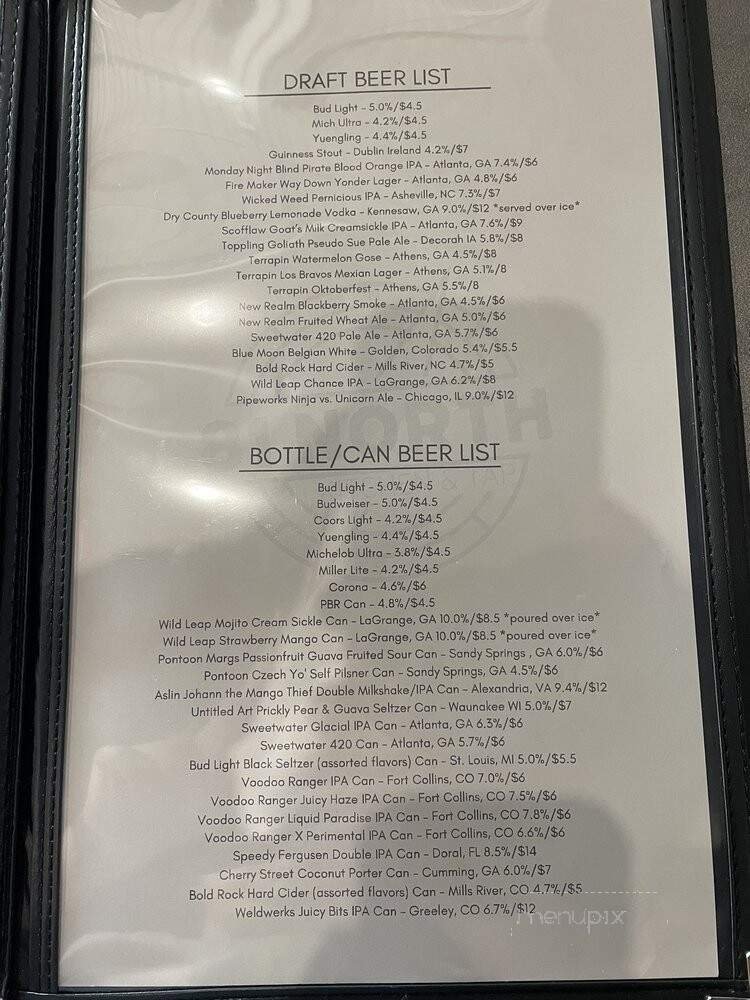 DRAFT BEER LIST
Bud Light - 5.0%/$4.5
Mich Ultra - 4.2%/$4.5
Yuengling - 4.4%/$4.5
Guinness Stout - Dublin Ireland 4.2%/$7
Monday Night Blind Pirate Blood Orange IPA - Atlanta, GA 7.4%/$6
Fire Maker Way Down Yonder Lager - Atlanta, GA 4.8%/$6
Wicked Weed Pernicious IPA - Asheville, NC 7.3%/$7
Dry County Blueberry Lemonade Vodka - Kennesaw, GA 9.0%/$12 *served over ice*
Scofflaw Goat's Milk Creamsickle IPA - Atlanta, GA 7.6%/$9
Toppling Goliath Pseudo Sue Pale Ale - Decorah IA 5.8%/$8
Terrapin Watermelon Gose - Athens, GA 4.5%/$8
Terrapin Los Bravos Mexian Lager - Athens, GA 5.1%/8
Terrapin Oktoberfest - Athens, GA 5.5%/8
New Realm Blackberry Smoke - Atlanta, GA 4.5%/$6
New Realm Fruited Wheat Ale - Atlanta, GA 5.0%/$6
Sweetwater 420 Pale Ale - Atlanta, GA 5.7%/$6
Blue Moon Belgian White - Golden, Colorado 5.4%/$5.5
Bold Rock Hard Cider - Mills River, NC 4.7%/$5
Wild Leap Chance IPA - LaGrange, GA 6.2%/$8
Pipeworks Ninja vs. Unicorn Ale - Chicago, IL 9.0%/$12
NORTH
BOTTLE/CAN BEER LIST
Bud Light - 5.0%/$4.5
Budweiser - 5.0%/$4.5
Coors Light - 4.2%/$4.5
Yuengling - 4.4%/$4.5
Michelob Ultra - 3.8%/$4.5
Miller Lite - 4.2%/$4.5
Corona - 4.6%/$6
PBR Can - 4.8%/$4.5
Wild Leap Mojito Cream Sickle Can - LaGrange, GA 10.0%/$8.5 *poured over ice*
Wild Leap Strawberry Mango Can - LaGrange, GA 10.0%/$8.5 *poured over ice*
Pontoon Margs Passionfruit Guava Fruited Sour Can - Sandy Springs , GA 6.0%/$6
Pontoon Czech Yo' Self Pilsner Can - Sandy Springs, GA 4.5%/$6
Aslin Johann the Mango Thief Double Milkshake/IPA Can - Alexandria, VA 9.4%/$12
Untitled Art Prickly Pear & Guava Seltzer Can - Waunakee WI 5.0%/$7
Sweetwater Glacial IPA Can - Atlanta, GA 6.3%/$6
Sweetwater 420 Can - Atlanta, GA 5.7%/$6
Bud Light Black Seltzer (assorted flavors) Can - St. Louis, MI 5.0%/$5.5
Voodoo Ranger IPA Can - Fort Collins, CO 7.0%/$6
Voodoo Ranger Juicy Haze IPA Can - Fort Collins, CO 7.5%/$6
Voodoo Ranger Liquid Paradise IPA Can - Fort Collins, CO 7.8%/$6
Voodoo Ranger X Perimental IPA Can - Fort Collins, CO 6.6%/$6
Speedy Fergusen Double IPA Can - Doral, FL 8.5%/$14
Cherry Street Coconut Porter Can - Cumming, GA 6.0%/$7
Bold Rock Hard Cider (assorted flavors) Can - Mills River, CO 4.7%/$5
Weldwerks Juicy Bits IPA Can - Greeley, CO 6.7%/$12
menupix